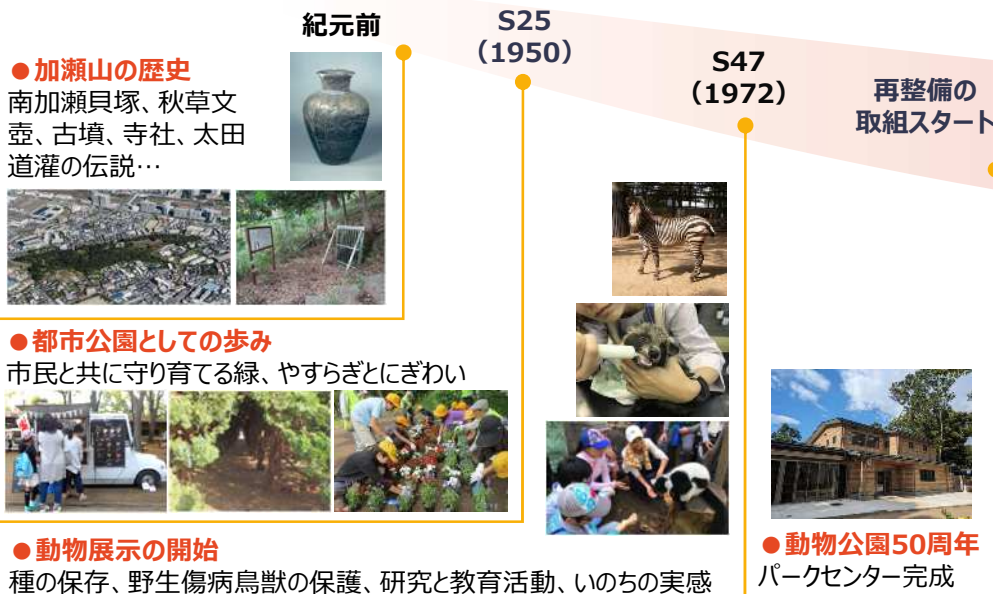 紀元前
S25
（1950）
S47
（1972）
再整備の
取組スタート
●加瀬山の歴史
南加瀬貝塚、秋草文
壺、古墳、寺社、太田
道灌の伝説…
●都市公園としての歩み
市民と共に守り育てる緑、やすらぎとにぎわい
●動物展示の開始
種の保存、野生傷病鳥獣の保護、研究と教育活動、いのちの実感
●動物公園50周年
パークセンター完成